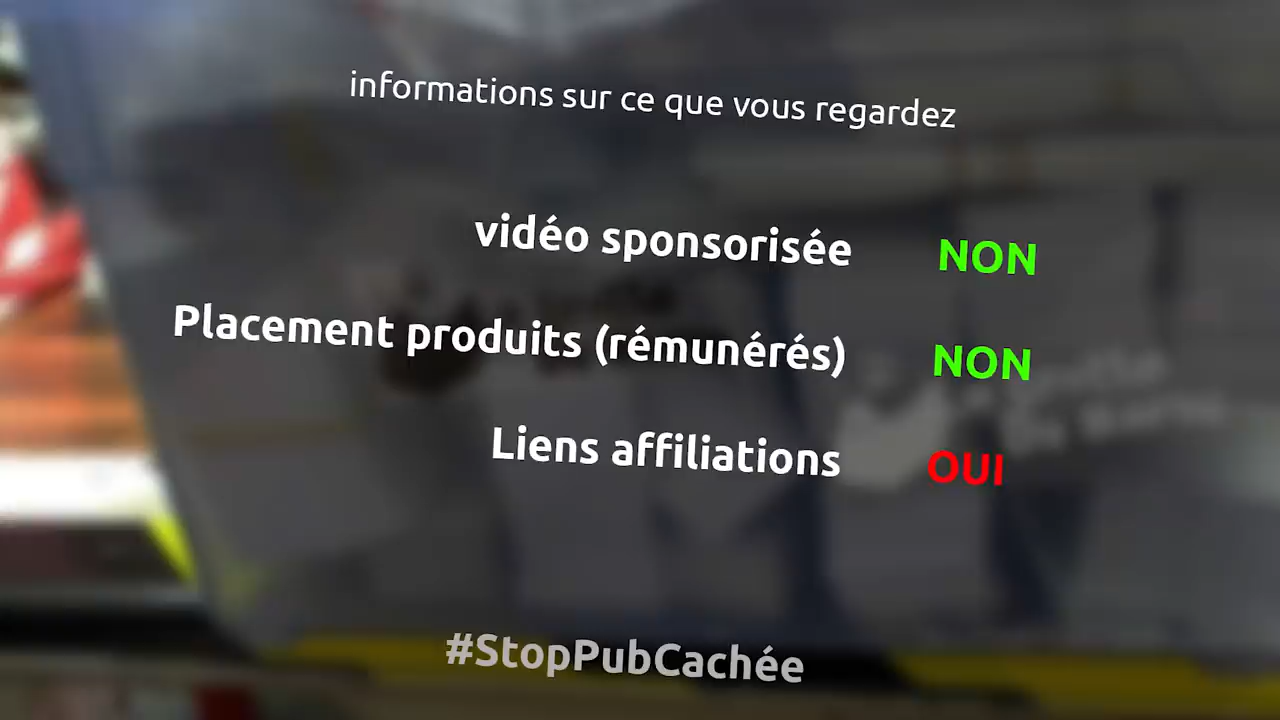 informations sur ce que vous regardez
vidéo sponsorisée NON
Placement produits (rémunérés) NON
Liens affiliations OUI
#StopPubCachée